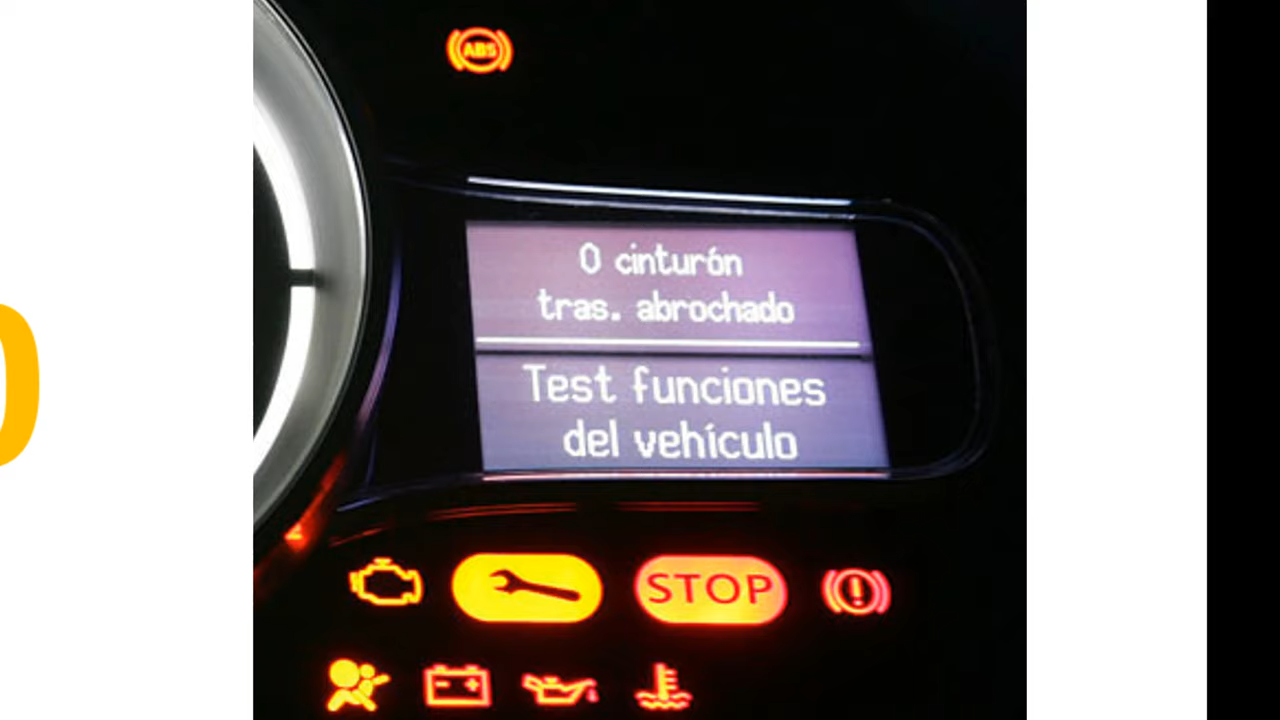 ABS
0 cinturón
tras. abrochado
Test funciones
del vehículo
STOP